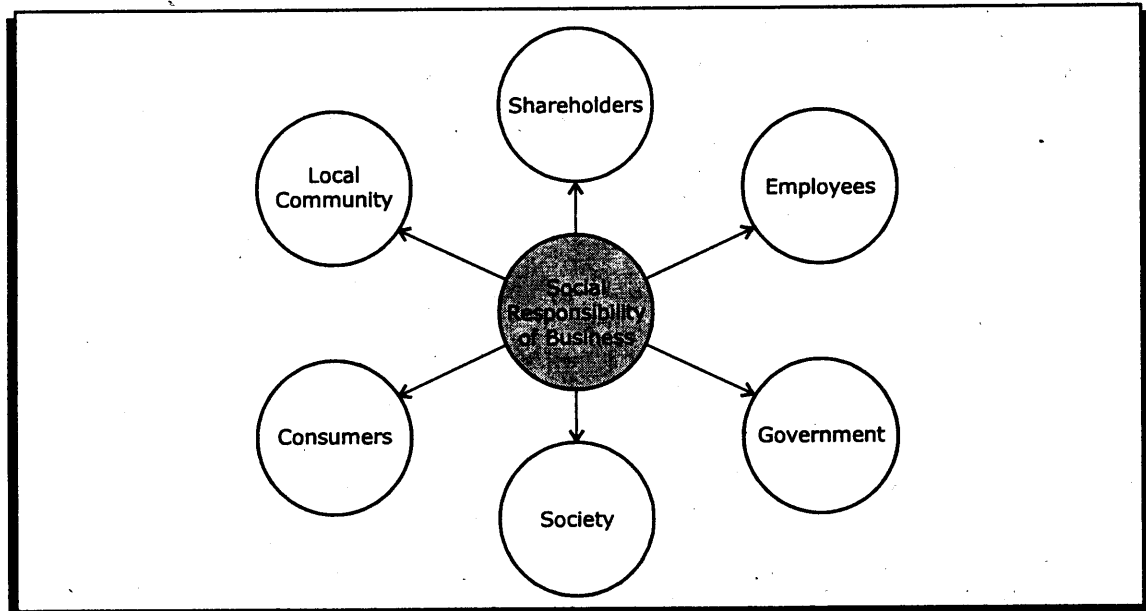 Shareholders
Local
Community
Employees
Social
Responsibility
of Business
Consumers
Government
Society